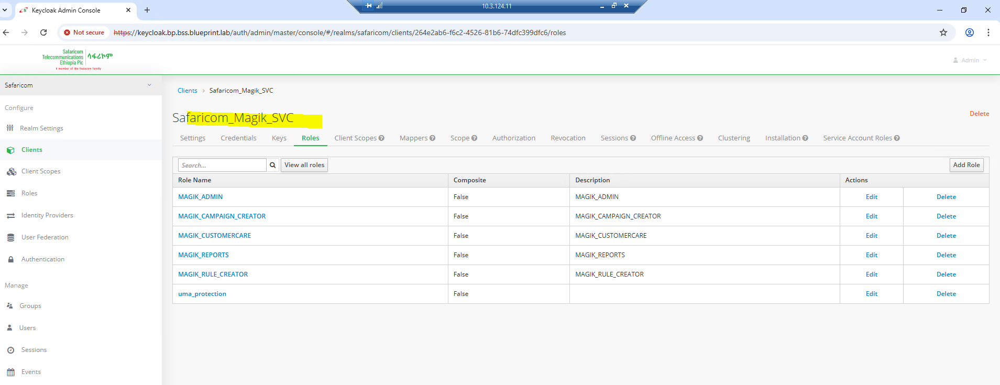 Keycloak Admin Console
10.3.124.11
Not secure https://keycloak.bp.bss.blueprint.lab/auth/admin/master/console/#/realms/safaricom/clients/264e2ab6-f6c2-4526-81b6-74dfc399dfc6/roles
Safaricom
Telecommunications
Ethiopia Plc
A member of the Vodacom family
ሳፋሪኮም
Admin
Safaricom
Clients › Safaricom_Magik_SVC
Configure
Safaricom_Magik_SVC
Delete
Realm Settings
Clients
Client Scopes
Roles
Identity Providers
User Federation
Authentication
Manage
Groups
Users
Sessions
Events
Settings Credentials Keys Roles Client Scopes Mappers Scope Authorization Revocation Sessions Offline Access Clustering Installation Service Account Roles
Search... View all roles Add Role
Role Name Composite Description Actions
MAGIK_ADMIN False MAGIK_ADMIN Edit Delete
MAGIK_CAMPAIGN_CREATOR False MAGIK_CAMPAIGN_CREATOR Edit Delete
MAGIK_CUSTOMERCARE False MAGIK_CUSTOMERCARE Edit Delete
MAGIK_REPORTS False MAGIK_REPORTS Edit Delete
MAGIK_RULE_CREATOR False MAGIK_RULE_CREATOR Edit Delete
uma_protection False Edit Delete